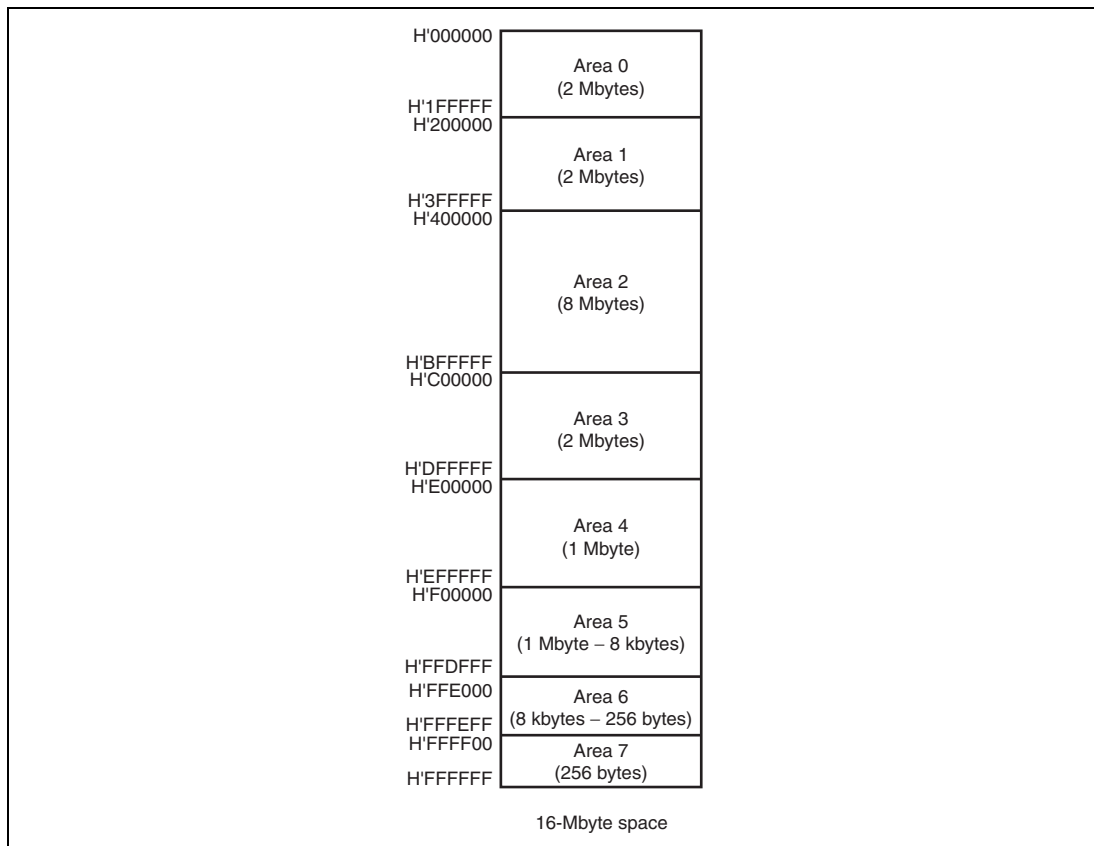 H'000000
Area 0
(2 Mbytes)
H'1FFFFF
H'200000
Area 1
(2 Mbytes)
H'3FFFFF
H'400000
Area 2
(8 Mbytes)
H'BFFFFF
H'C00000
Area 3
(2 Mbytes)
H'DFFFFF
H'E00000
Area 4
(1 Mbyte)
H'EFFFFF
H'F00000
Area 5
(1 Mbyte – 8 kbytes)
H'FFDFFF
H'FFE000
Area 6
(8 kbytes – 256 bytes)
H'FFFEFF
H'FFFF00
Area 7
(256 bytes)
H'FFFFFF
16-Mbyte space